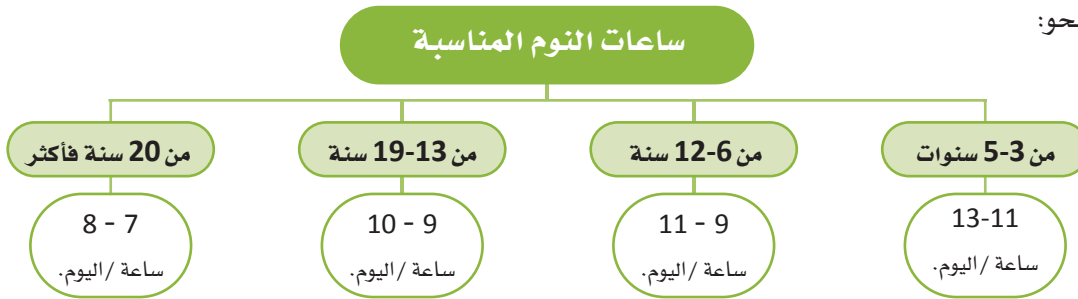 نحو:
ساعات النوم المناسبة
من 3-5 سنوات
من 6-12 سنة
من 13-19 سنة
من 20 سنة فأكثر
11-13
ساعة /اليوم.
9 - 11
ساعة /اليوم.
9 - 10
ساعة /اليوم.
7 - 8
ساعة /اليوم.